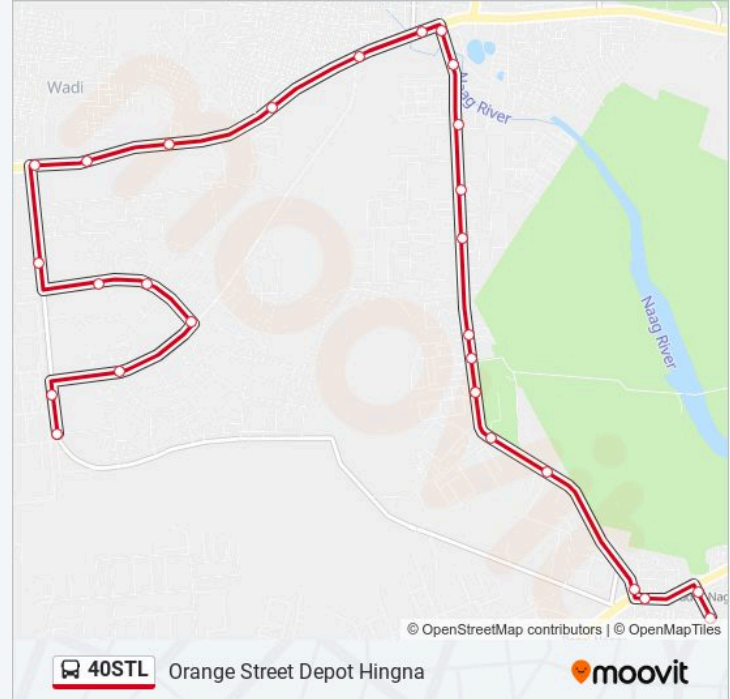 Wadi
Naag River
Naag River
© OpenStreetMap contributors | © OpenMapTiles
40STL Orange Street Depot Hingna moovit